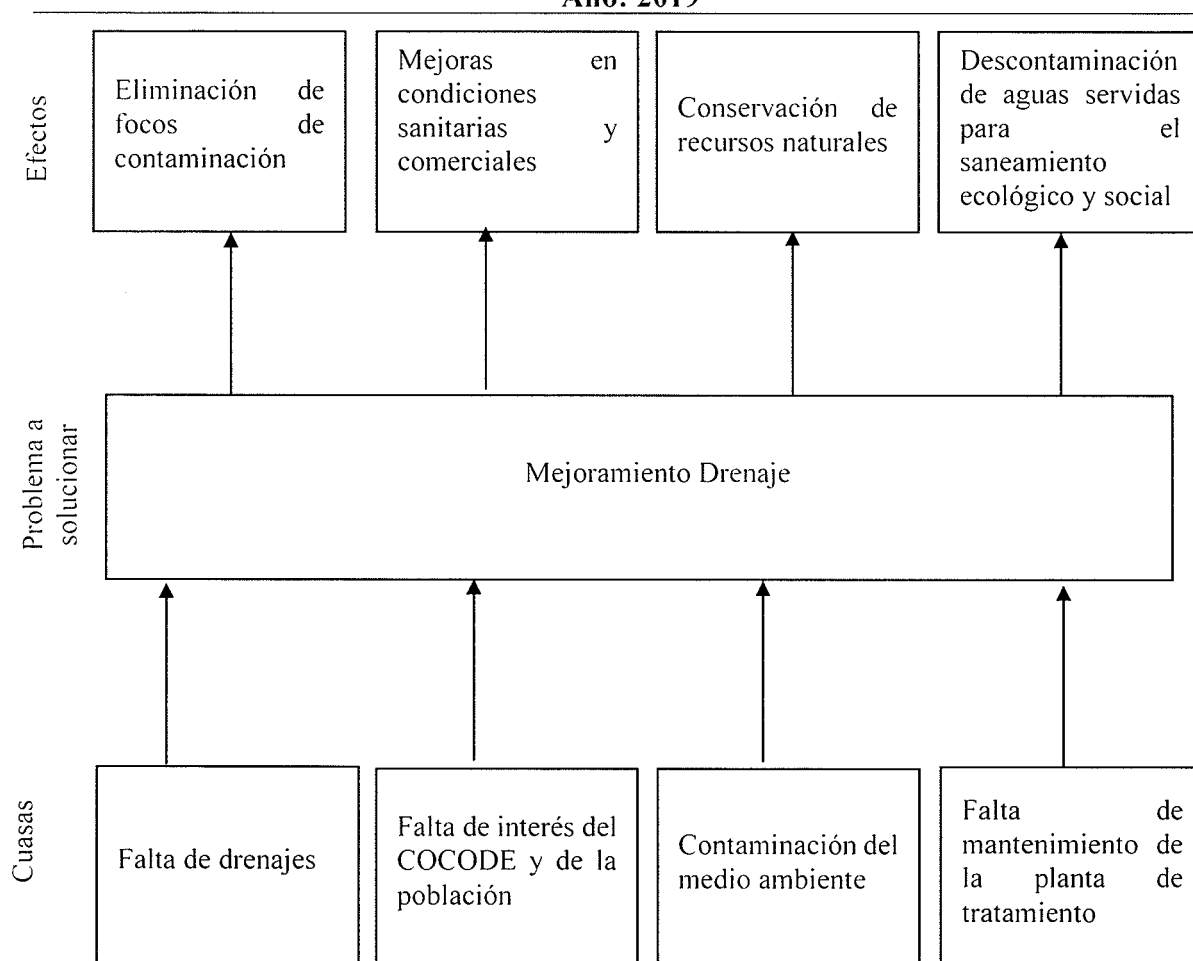 Año: 2019
Efectos
Eliminación de
focos de
contaminación
Mejoras en
condiciones
sanitarias y
comerciales
Conservación de
recursos naturales
Descontaminación
de aguas servidas
para el
saneamiento
ecológico y social
Problema a
solucionar
Mejoramiento Drenaje
Cuasas
Falta de drenajes
Falta de interés del
COCODE y de la
población
Contaminación del
medio ambiente
Falta de
mantenimiento de
la planta de
tratamiento